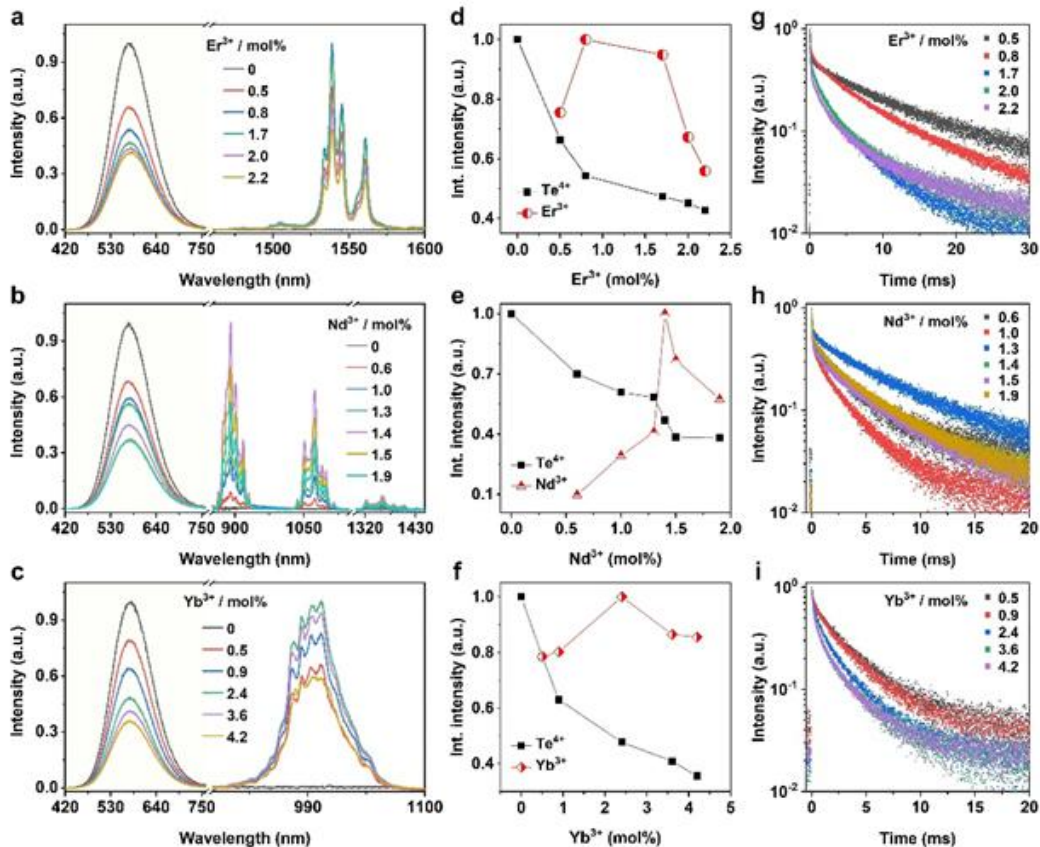 a
Er³⁺ / mol%
0
0.5
0.8
1.7
2.0
2.2
0.9
0.6
0.3
0.0
420 530 640 750 1500 1550 1600
Intensity (a.u.)
Wavelength (nm)
d
1.0
0.8
0.6
0.4
Te⁴⁺
Er³⁺
0.0 0.5 1.0 1.5 2.0 2.5
Int. intensity (a.u.)
Er³⁺ (mol%)
g
10⁰
10⁻¹
10⁻²
Er³⁺ / mol%
0.5
0.8
1.7
2.0
2.2
0 10 20 30
Intensity (a.u.)
Time (ms)
b
Nd³⁺ / mol%
0
0.6
1.0
1.3
1.4
1.5
1.9
0.9
0.6
0.3
0.0
420 530 640 750 900 1080 1320 1430
Intensity (a.u.)
Wavelength (nm)
e
1.0
0.7
0.4
0.1
Te⁴⁺
Nd³⁺
0.0 0.5 1.0 1.5 2.0
Int. intensity (a.u.)
Nd³⁺ (mol%)
h
10⁰
10⁻¹
10⁻²
Nd³⁺ / mol%
0.6
1.0
1.3
1.4
1.5
1.9
0 5 10 15 20
Intensity (a.u.)
Time (ms)
c
Yb³⁺ / mol%
0
0.5
0.9
2.4
3.6
4.2
0.9
0.6
0.3
0.0
420 530 640 750 990 1100
Intensity (a.u.)
Wavelength (nm)
f
1.0
0.8
0.6
0.4
Te⁴⁺
Yb³⁺
0 1 2 3 4 5
Int. intensity (a.u.)
Yb³⁺ (mol%)
i
10⁰
10⁻¹
10⁻²
Yb³⁺ / mol%
0.5
0.9
2.4
3.6
4.2
0 5 10 15 20
Intensity (a.u.)
Time (ms)